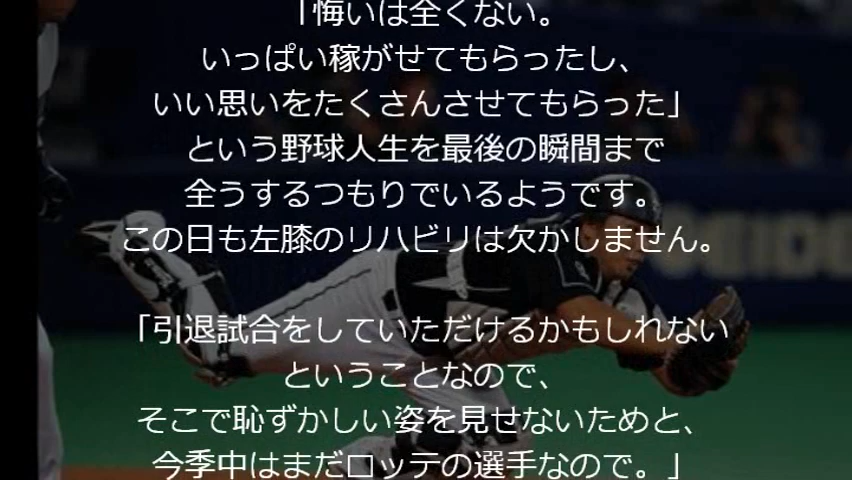 「悔いは全くない。
いっぱい稼がせてもらったし、
いい思いをたくさんさせてもらった」
という野球人生を最後の瞬間まで
全うするつもりでいるようです。
この日も左膝のリハビリは欠かしません。
「引退試合をしていただけるかもしれない
ということなので、
そこで恥ずかしい姿を見せないためと、
今季中はまだロッテの選手なので。」